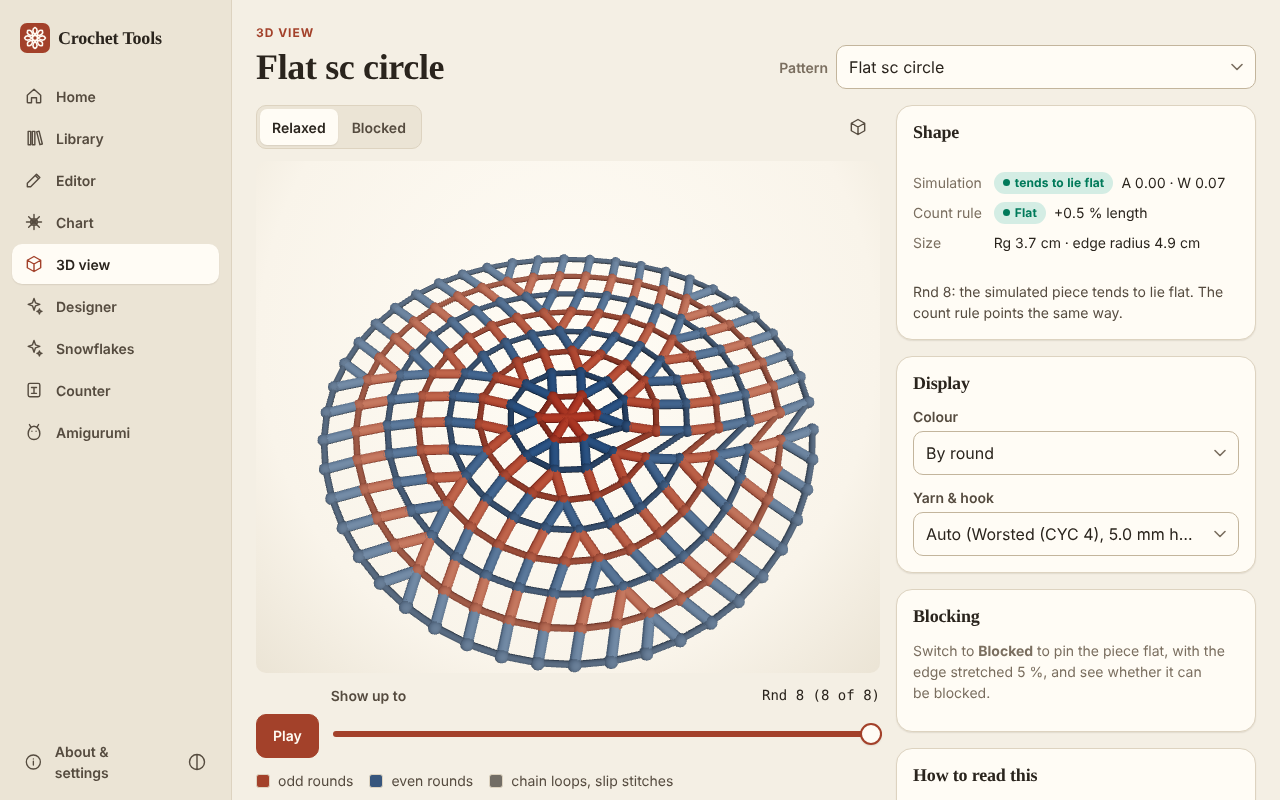 Crochet Tools
Home
Library
Editor
Chart
3D view
Designer
Snowflakes
Counter
Amigurumi
About &
settings
3D VIEW
Flat sc circle
Pattern
Flat sc circle
Relaxed
Blocked
Show up to
Rnd 8 (8 of 8)
Play
odd rounds
even rounds
chain loops, slip stitches
Shape
Simulation
tends to lie flat
A 0.00 · W 0.07
Count rule
Flat
+0.5 % length
Size
Rg 3.7 cm · edge radius 4.9 cm
Rnd 8: the simulated piece tends to lie flat. The
count rule points the same way.
Display
Colour
By round
Yarn & hook
Auto (Worsted (CYC 4), 5.0 mm h...
Blocking
Switch to Blocked to pin the piece flat, with the
edge stretched 5 %, and see whether it can
be blocked.
How to read this